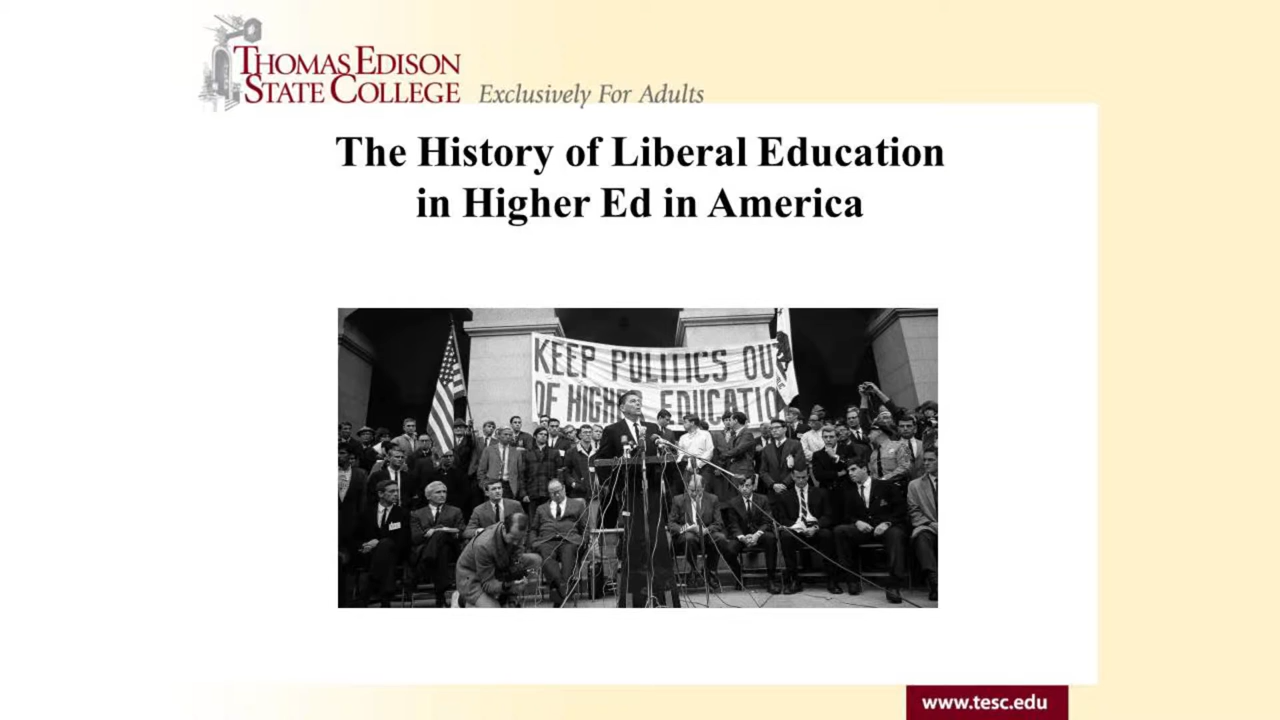 THOMAS EDISON
STATE COLLEGE Exclusively For Adults
The History of Liberal Education
in Higher Ed in America
KEEP POLITICS OU
OF HIGH EDUCATIO
www.tesc.edu